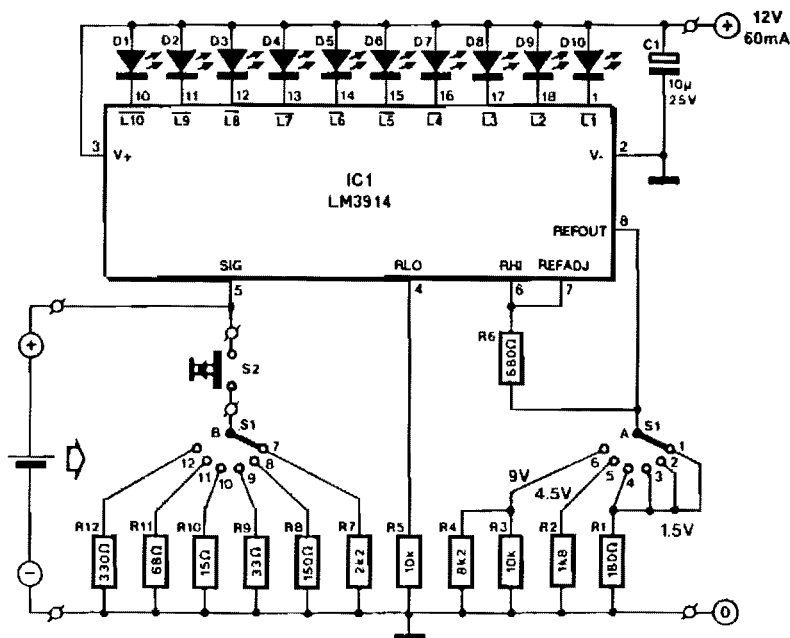 12V
60mA
D1 D2 D3 D4 D5 D6 D7 D8 D9 D10
C1
10µ
25V
10 11 12 13 14 15 16 17 18 1
L10 L9 L8 L7 L6 L5 L4 L3 L2 L1
3 V+ V- 2
IC1
LM3914
8
REFOUT
SIG RLO RHI REFADJ
5 4 6 7
R6
680Ω
S2
B S1
7
8
9
10
11
12
A S1
1
2
3
4
5
6
9V
4.5V
1.5V
R12 R11 R10 R9 R8 R7 R5 R4 R3 R2 R1
330Ω 68Ω 15Ω 33Ω 150Ω 2k2 10k 8k2 10k 1k8 180Ω
0